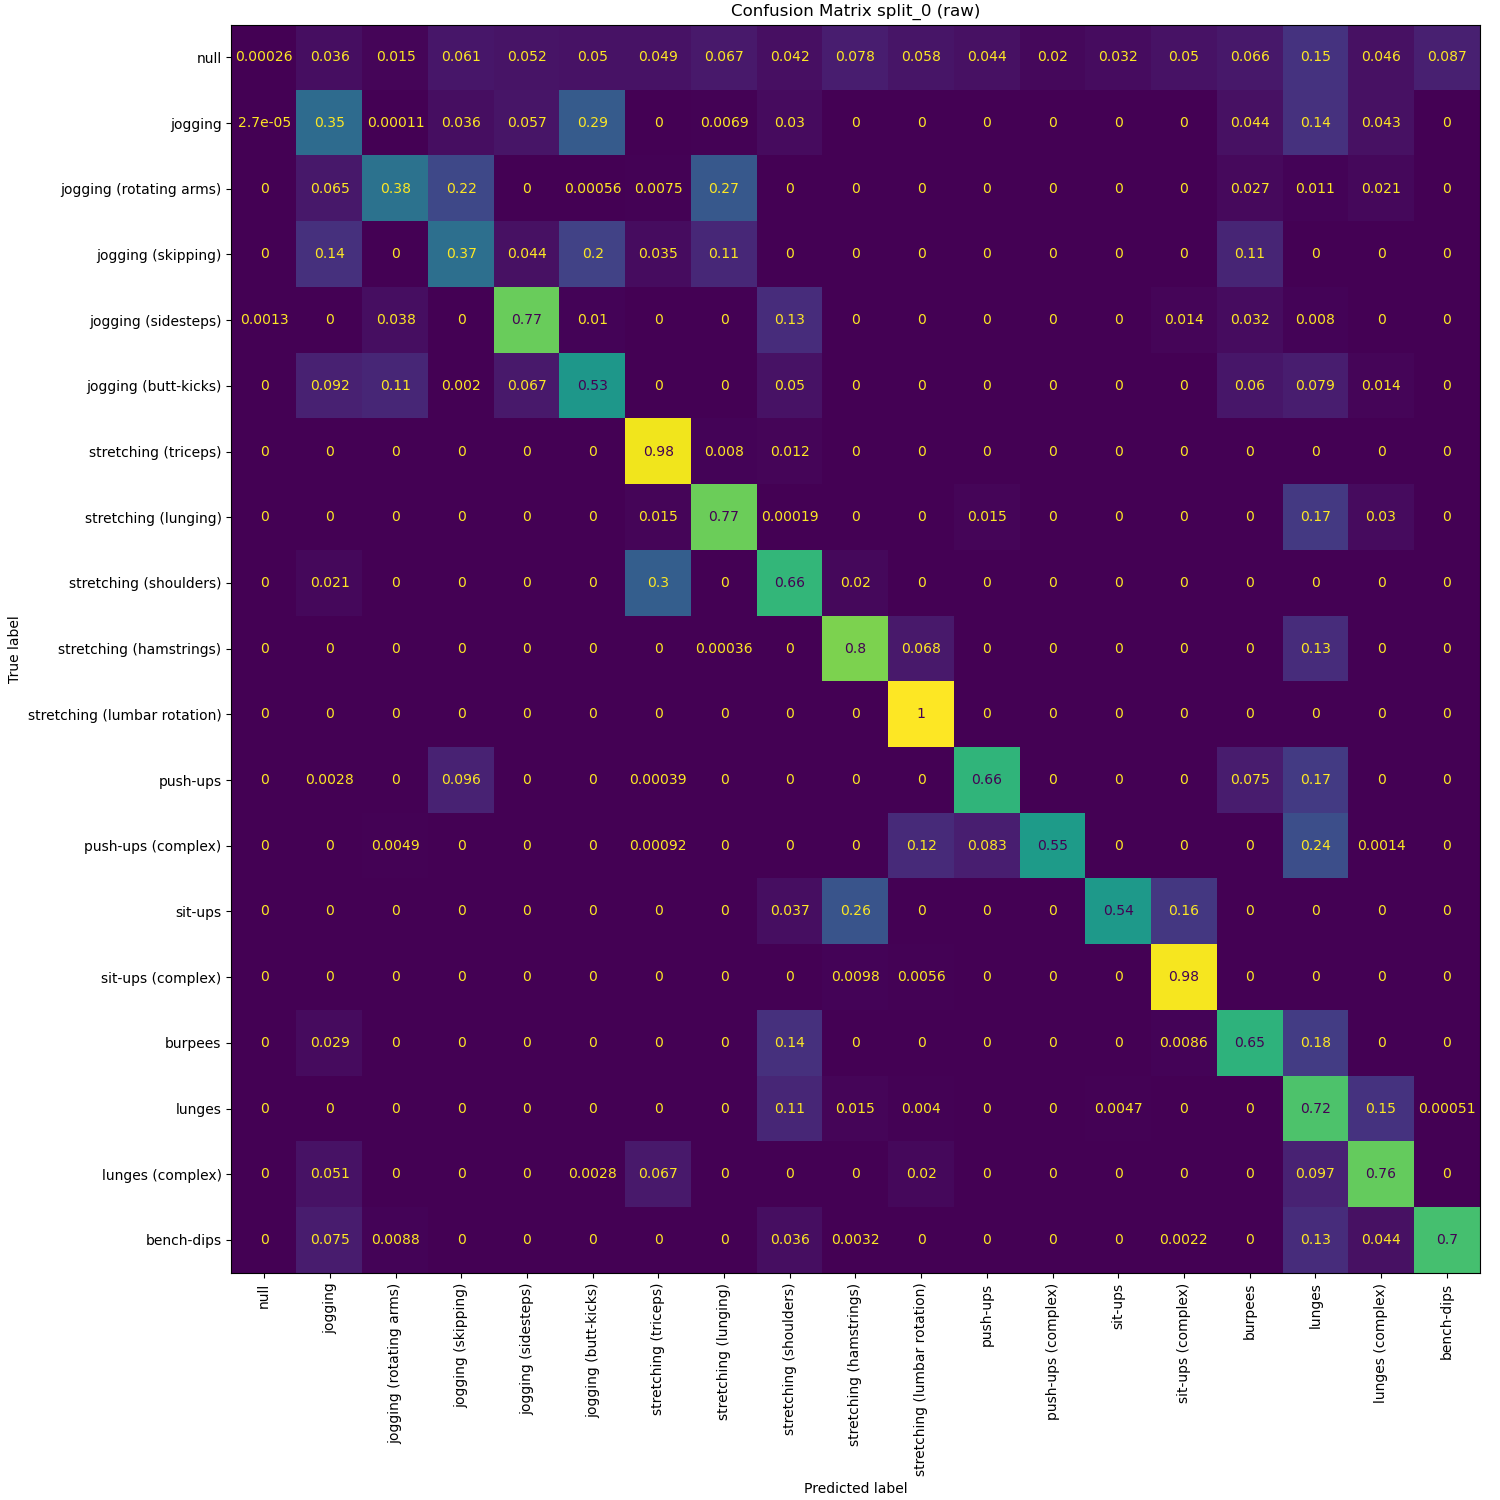 Confusion Matrix split_0 (raw)
True label
null 0.00026 0.036 0.015 0.061 0.052 0.05 0.049 0.067 0.042 0.078 0.058 0.044 0.02 0.032 0.05 0.066 0.15 0.046 0.087
jogging 2.7e-05 0.35 0.00011 0.036 0.057 0.29 0 0.0069 0.03 0 0 0 0 0 0 0.044 0.14 0.043 0
jogging (rotating arms) 0 0.065 0.38 0.22 0 0.00056 0.0075 0.27 0 0 0 0 0 0 0 0.027 0.011 0.021 0
jogging (skipping) 0 0.14 0 0.37 0.044 0.2 0.035 0.11 0 0 0 0 0 0 0 0.11 0 0 0
jogging (sidesteps) 0.0013 0 0.038 0 0.77 0.01 0 0 0.13 0 0 0 0 0 0.014 0.032 0.008 0 0
jogging (butt-kicks) 0 0.092 0.11 0.002 0.067 0.53 0 0 0.05 0 0 0 0 0 0 0.06 0.079 0.014 0
stretching (triceps) 0 0 0 0 0 0 0.98 0.008 0.012 0 0 0 0 0 0 0 0 0 0
stretching (lunging) 0 0 0 0 0 0 0.015 0.77 0.00019 0 0 0.015 0 0 0 0 0.17 0.03 0
stretching (shoulders) 0 0.021 0 0 0 0 0.3 0 0.66 0.02 0 0 0 0 0 0 0 0 0
stretching (hamstrings) 0 0 0 0 0 0 0 0.00036 0 0.8 0.068 0 0 0 0 0 0.13 0 0
stretching (lumbar rotation) 0 0 0 0 0 0 0 0 0 0 1 0 0 0 0 0 0 0 0
push-ups 0 0.0028 0 0.096 0 0 0.00039 0 0 0 0 0.66 0 0 0 0.075 0.17 0 0
push-ups (complex) 0 0 0.0049 0 0 0 0.00092 0 0 0 0.12 0.083 0.55 0 0 0 0.24 0.0014 0
sit-ups 0 0 0 0 0 0 0 0 0.037 0.26 0 0 0 0.54 0.16 0 0 0 0
sit-ups (complex) 0 0 0 0 0 0 0 0 0 0.0098 0.0056 0 0 0 0.98 0 0 0 0
burpees 0 0.029 0 0 0 0 0 0 0.14 0 0 0 0 0 0.0086 0.65 0.18 0 0
lunges 0 0 0 0 0 0 0 0 0.11 0.015 0.004 0 0 0.0047 0 0 0.72 0.15 0.00051
lunges (complex) 0 0.051 0 0 0 0.0028 0.067 0 0 0 0.02 0 0 0 0 0 0.097 0.76 0
bench-dips 0 0.075 0.0088 0 0 0 0 0 0.036 0.0032 0 0 0 0 0.0022 0 0.13 0.044 0.7
null
jogging
jogging (rotating arms)
jogging (skipping)
jogging (sidesteps)
jogging (butt-kicks)
stretching (triceps)
stretching (lunging)
stretching (shoulders)
stretching (hamstrings)
stretching (lumbar rotation)
push-ups
push-ups (complex)
sit-ups
sit-ups (complex)
burpees
lunges
lunges (complex)
bench-dips
Predicted label